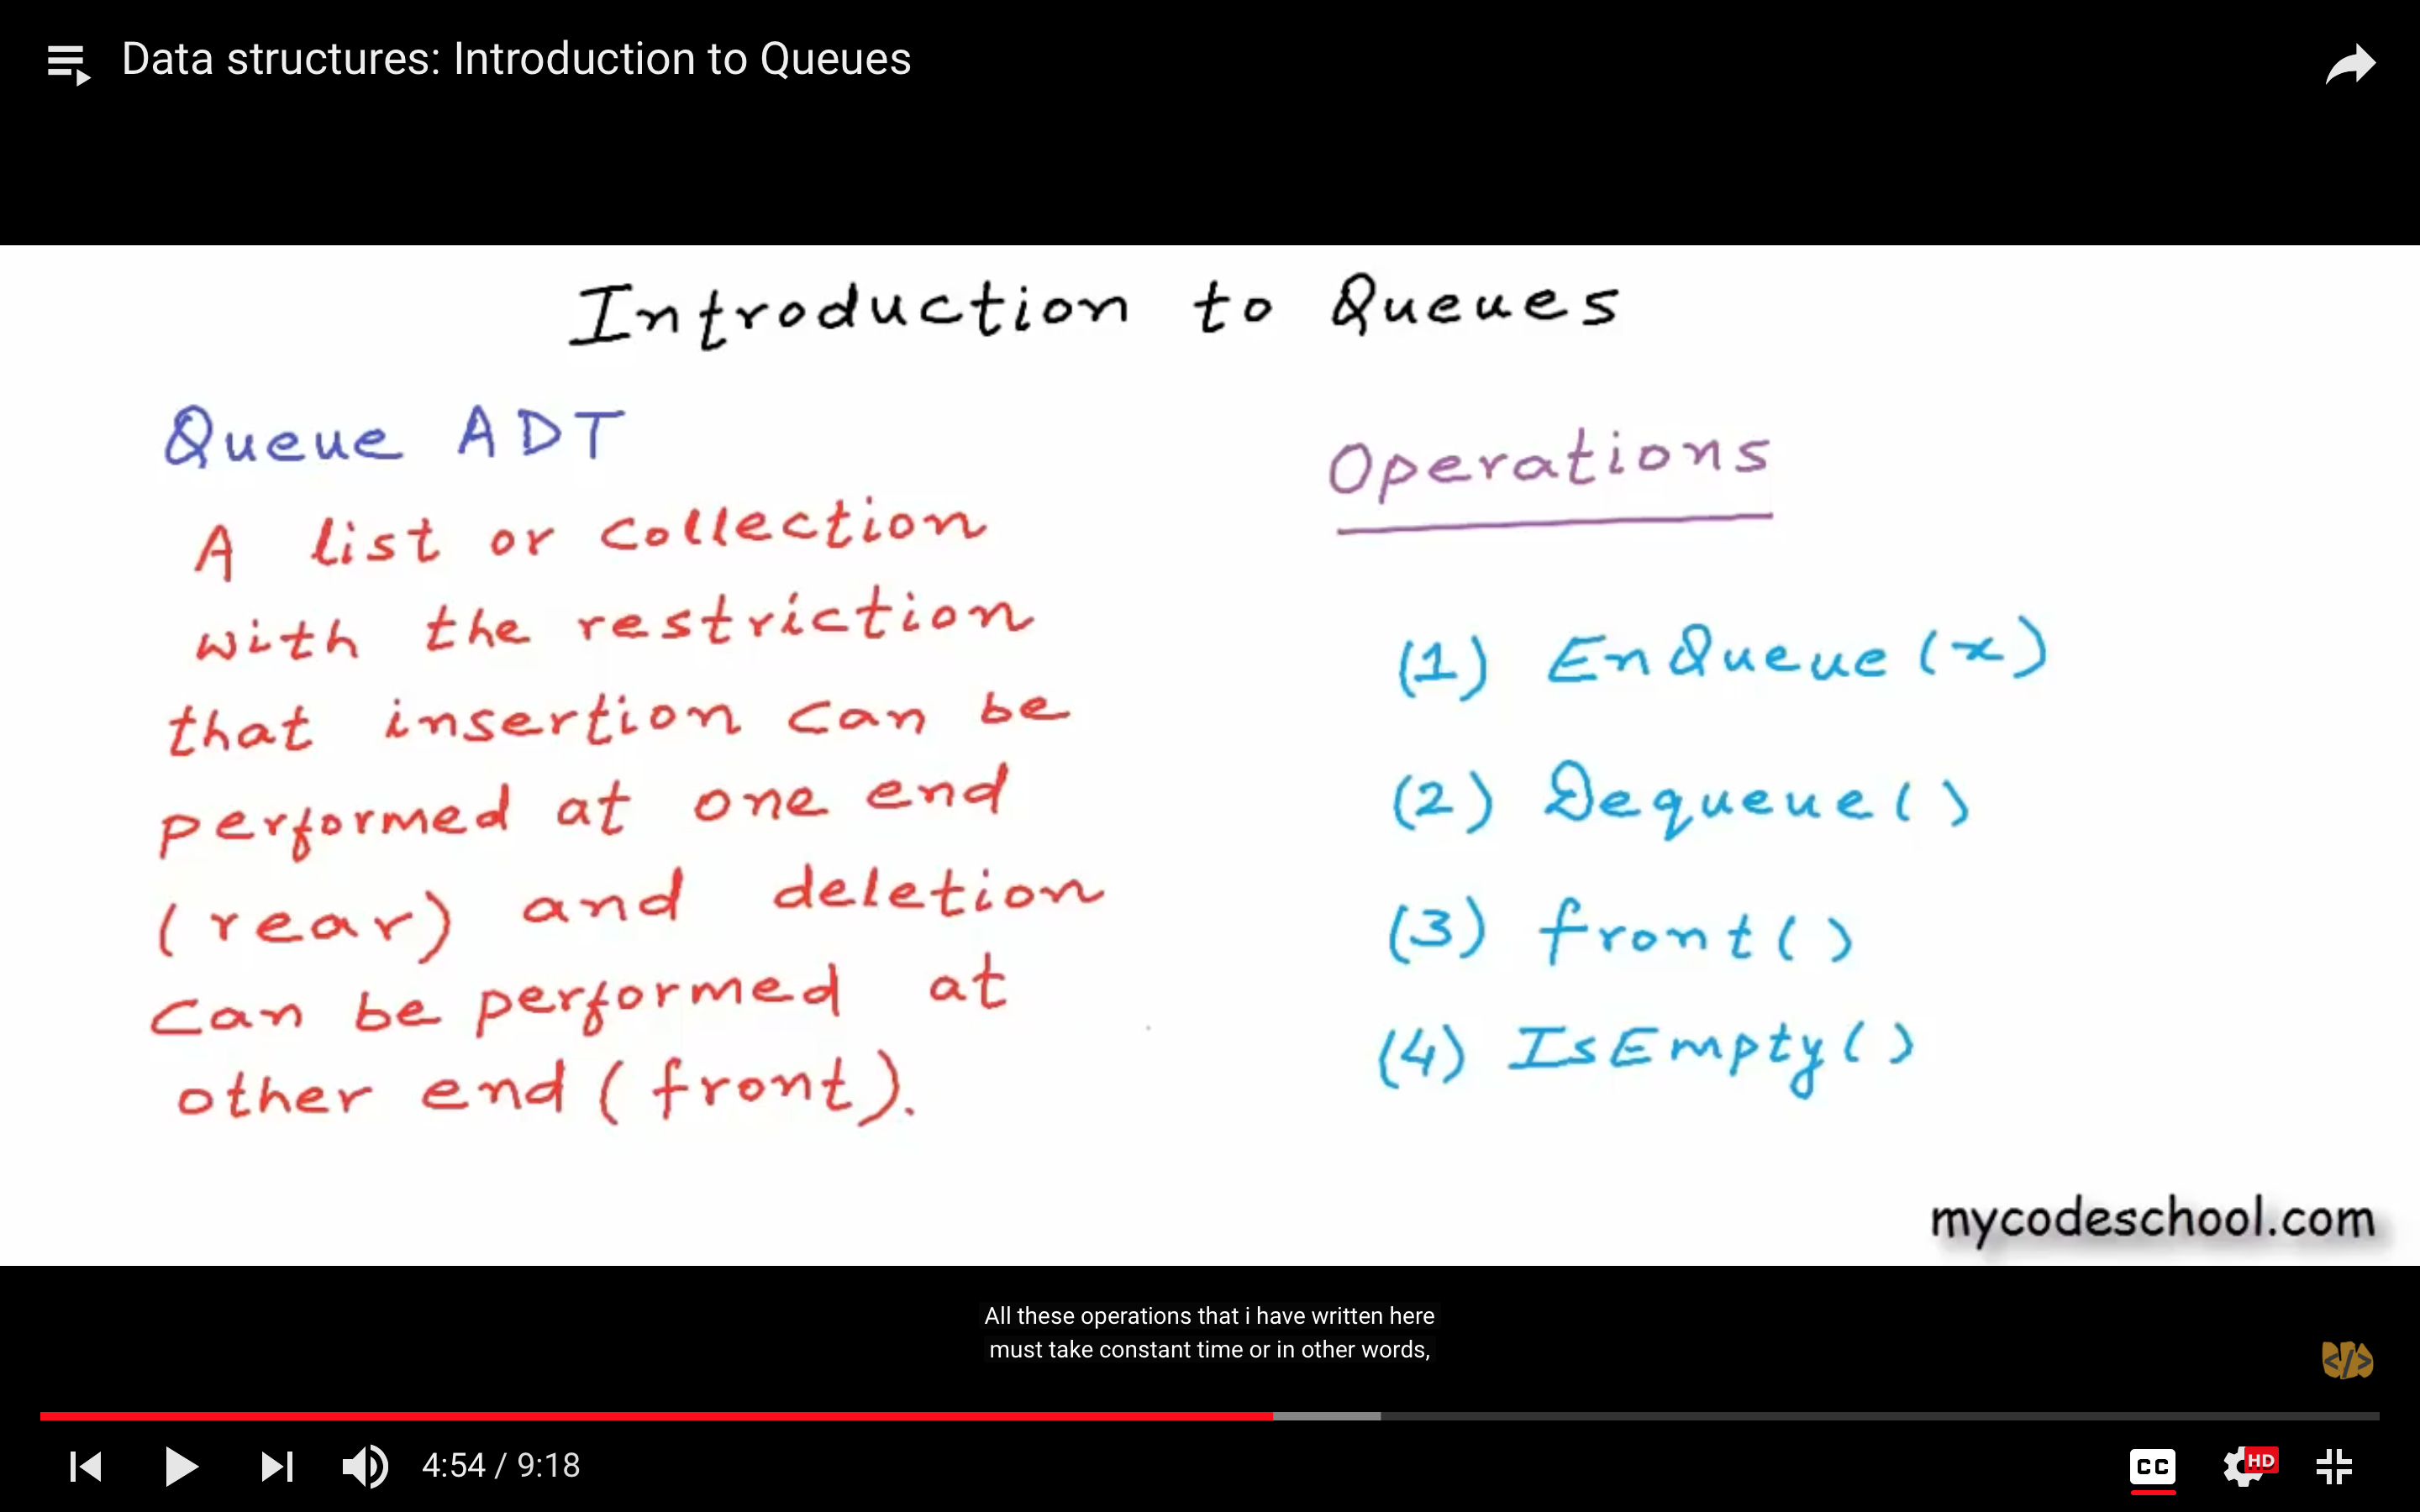 Data structures: Introduction to Queues
Introduction to Queues
Queue ADT
A list or collection
with the restriction
that insertion can be
performed at one end
(rear) and deletion
can be performed at
other end (front).
Operations
(1) EnQueue(x)
(2) Dequeue()
(3) front()
(4) IsEmpty()
mycodeschool.com
All these operations that i have written here
must take constant time or in other words,
</>
4:54 / 9:18
CC
HD